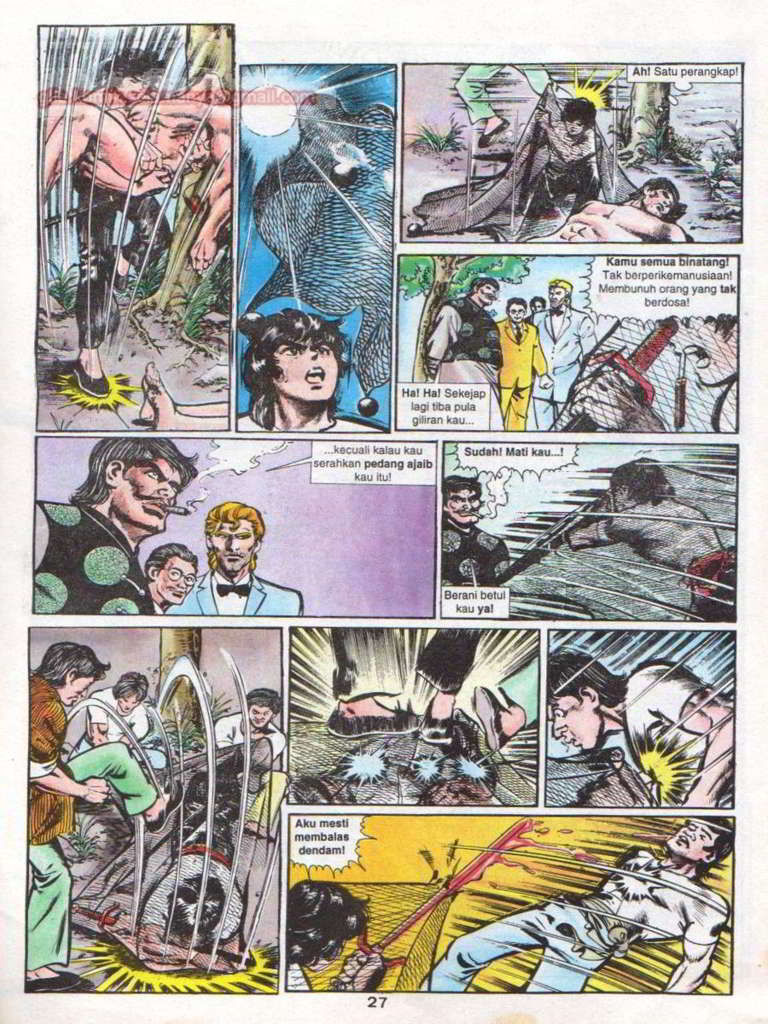 Ah! Satu perangkap!
Kamu semua binatang!
Tak berperikemanusiaan!
Membunuh orang yang tak
berdosa!
Ha! Ha! Sekejap
lagi tiba pula
giliran kau...
...kecuali kalau kau
serahkan pedang ajaib
kau itu!
Sudah! Mati kau...!
Berani betul
kau ya!
Aku mesti
membalas
dendam!
27